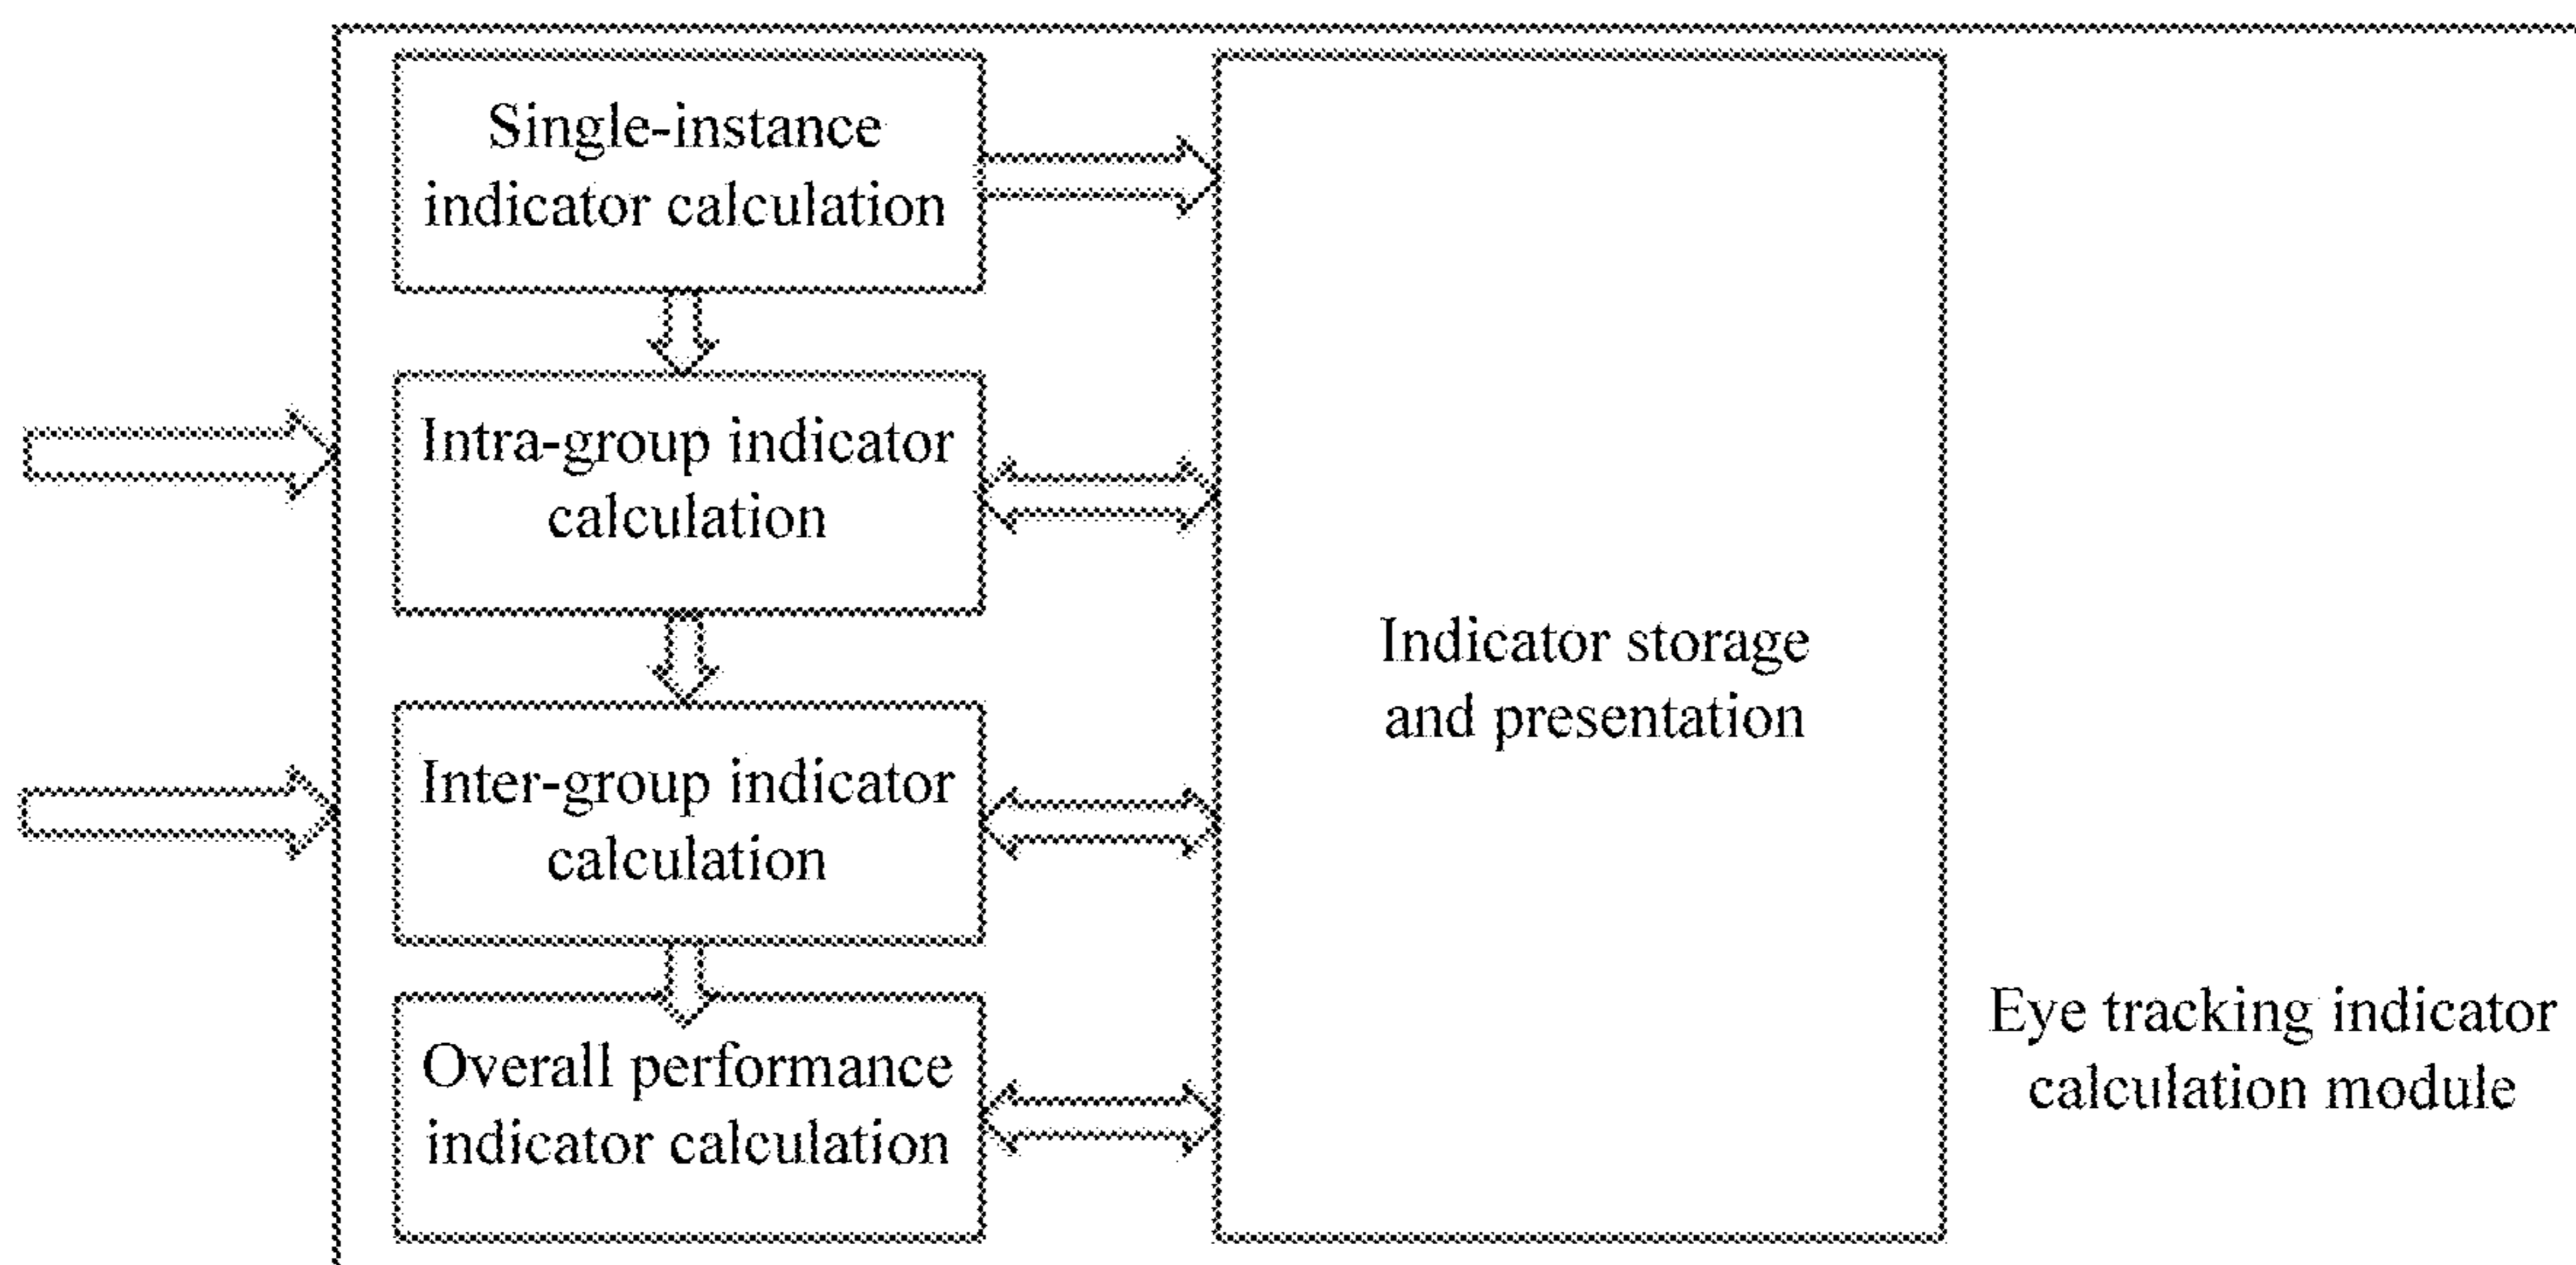 Single-instance
indicator calculation
Intra-group indicator
calculation
Inter-group indicator
calculation
Overall performance
indicator calculation
Indicator storage
and presentation
Eye tracking indicator
calculation module